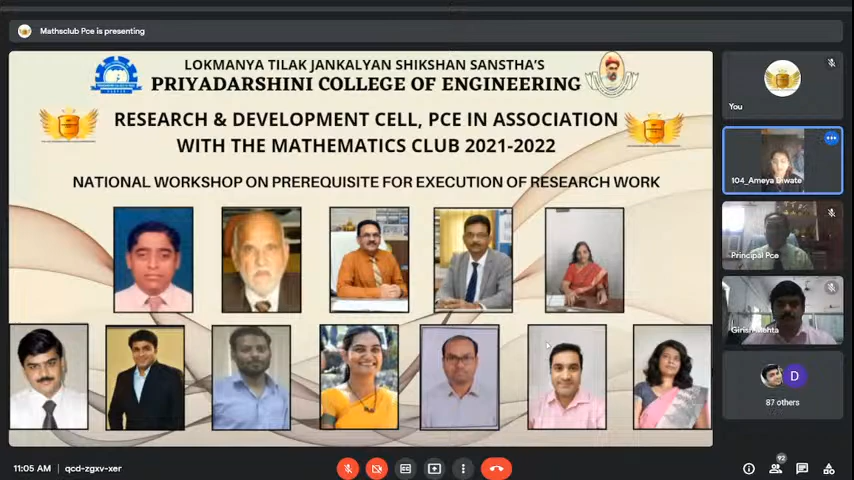 Mathsclub Pce is presenting
LOKMANYA TILAK JANKALYAN SHIKSHAN SANSTHA'S
PRIYADARSHINI COLLEGE OF ENGINEERING
RESEARCH & DEVELOPMENT CELL, PCE IN ASSOCIATION
WITH THE MATHEMATICS CLUB 2021-2022
NATIONAL WORKSHOP ON PREREQUISITE FOR EXECUTION OF RESEARCH WORK
You
104_Ameya Diwate
Principal Pce
Girish Mehta
D
87 others
11:05 AM | qcd-zgxv-xer
92